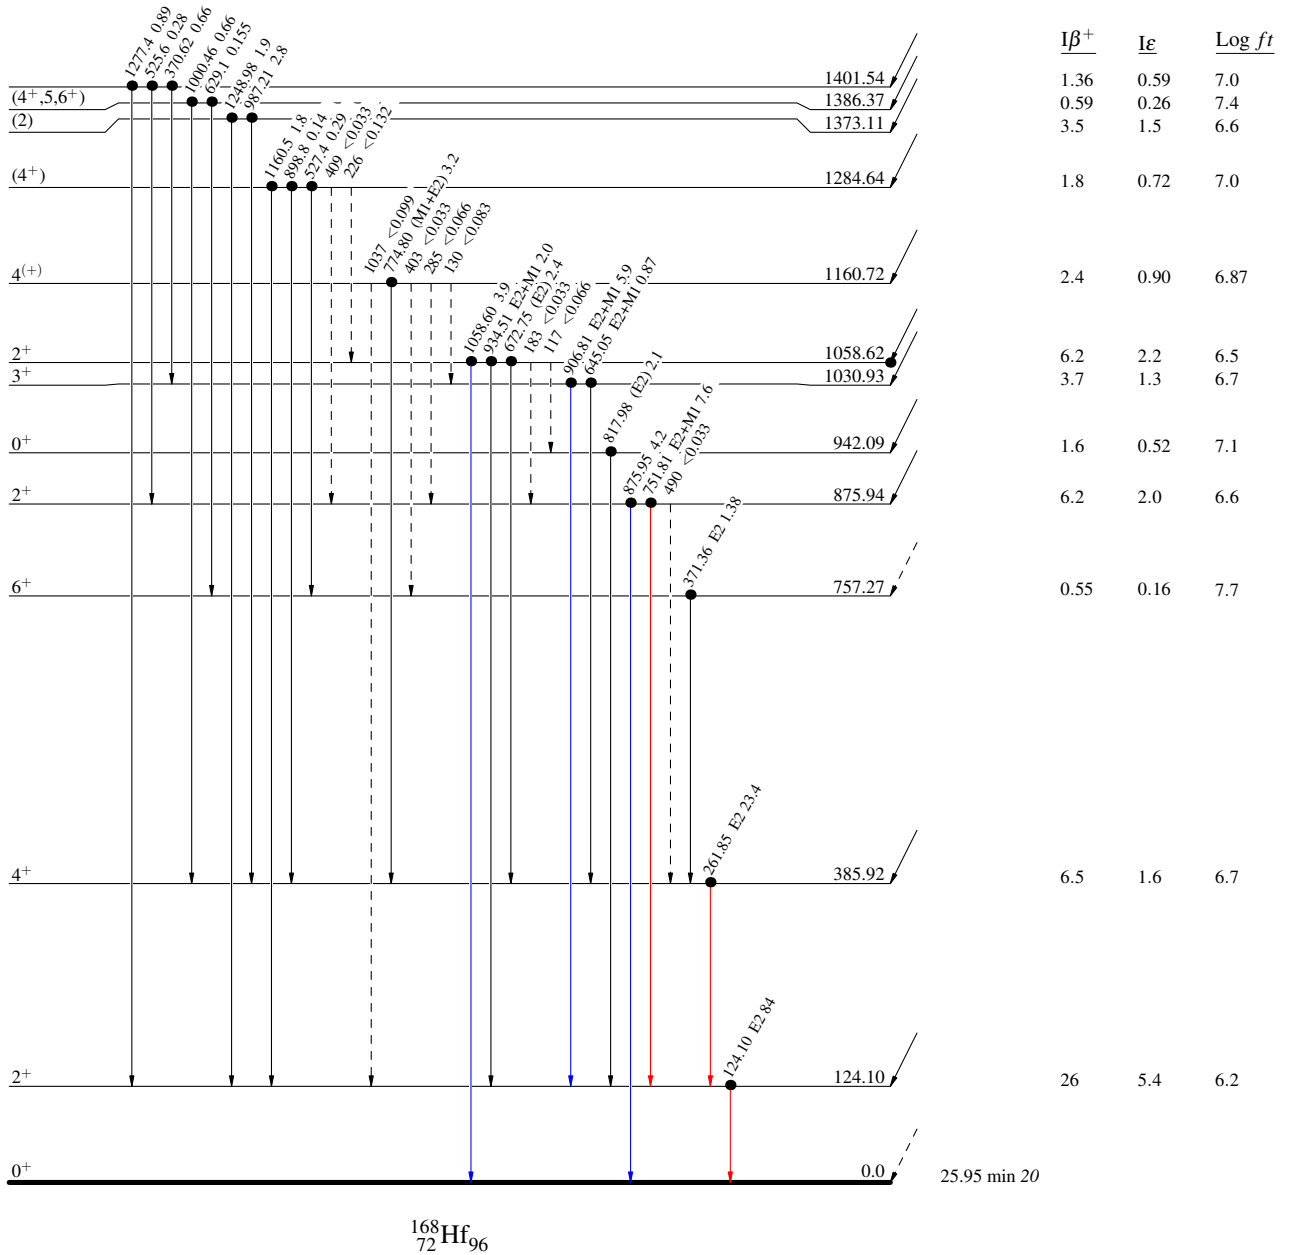 Iβ⁺ Iε Log ft
1277.4 0.89
525.6 0.28
370.62 0.66
1000.46 0.66
629.1 0.155
1248.98 1.9
987.21 2.8
1401.54 1.36 0.59 7.0
(4⁺,5,6⁺) 1386.37 0.59 0.26 7.4
(2) 1373.11 3.5 1.5 6.6
1160.5 1.8
898.8 0.14
527.4 0.29
409 <0.033
226 <0.132
(4⁺) 1284.64 1.8 0.72 7.0
1037 <0.099
774.80 (M1+E2) 3.2
403 <0.033
285 <0.066
130 <0.083
4⁽⁺⁾ 1160.72 2.4 0.90 6.87
1058.60 3.9
934.51 E2+M1 2.0
672.75 (E2) 2.4
183 <0.033
117 <0.066
2⁺ 1058.62 6.2 2.2 6.5
906.81 E2+M1 5.9
645.05 E2+M1 0.87
3⁺ 1030.93 3.7 1.3 6.7
817.98 (E2) 2.1
0⁺ 942.09 1.6 0.52 7.1
875.95 4.2
751.81 E2+M1 7.6
490 <0.033
2⁺ 875.94 6.2 2.0 6.6
371.36 E2 1.38
6⁺ 757.27 0.55 0.16 7.7
261.85 E2 23.4
4⁺ 385.92 6.5 1.6 6.7
124.10 E2 84
2⁺ 124.10 26 5.4 6.2
0⁺ 0.0 25.95 min 20
¹⁶⁸₇₂Hf₉₆